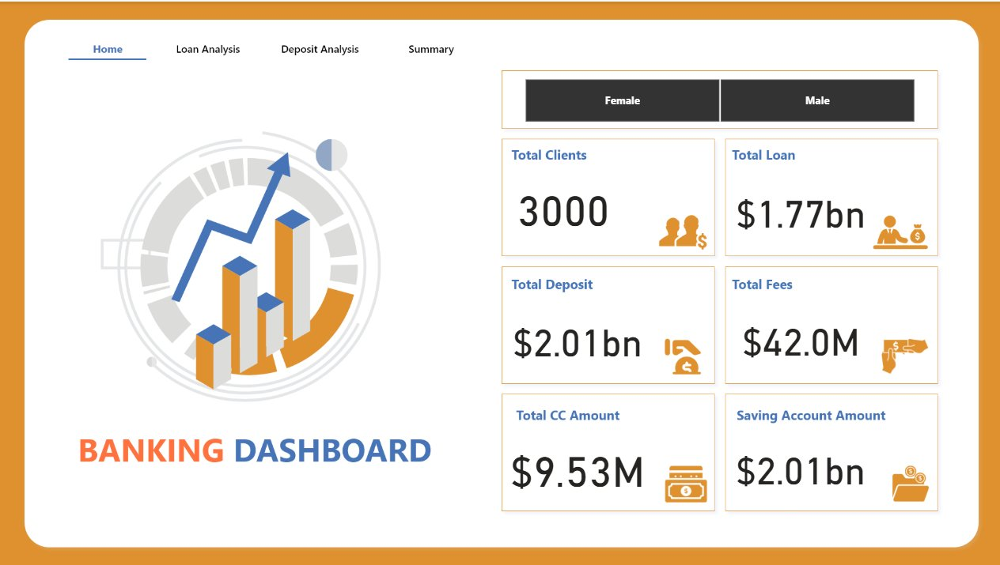 Home Loan Analysis Deposit Analysis Summary
Female Male
Total Clients
3000
Total Loan
$1.77bn
Total Deposit
$2.01bn
Total Fees
$42.0M
Total CC Amount
$9.53M
Saving Account Amount
$2.01bn
BANKING DASHBOARD